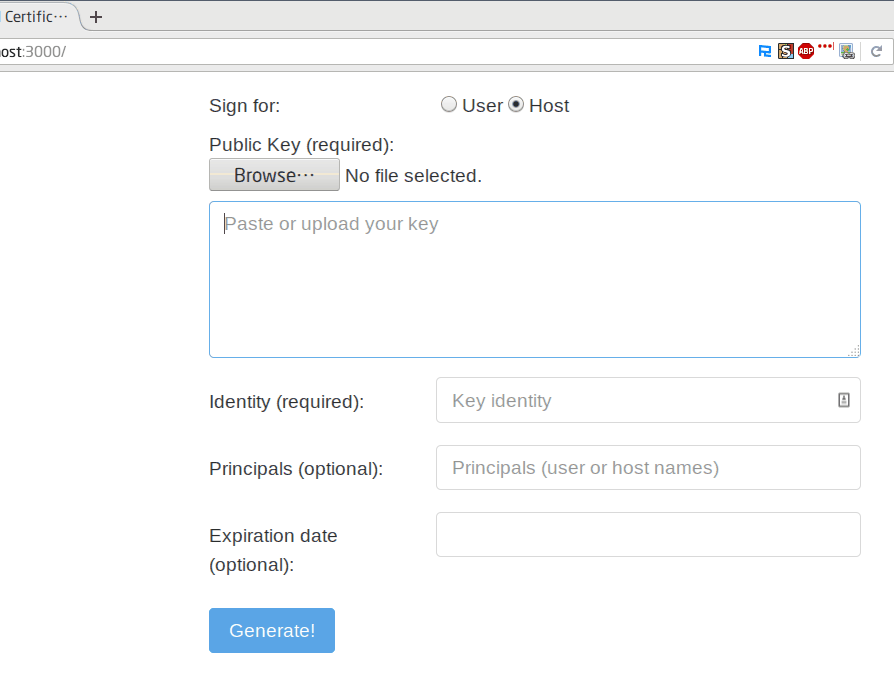 Certific··· +
ost:3000/
S ABP
Sign for: User Host
Public Key (required):
Browse··· No file selected.
Paste or upload your key
Identity (required): Key identity
Principals (optional): Principals (user or host names)
Expiration date
(optional):
Generate!